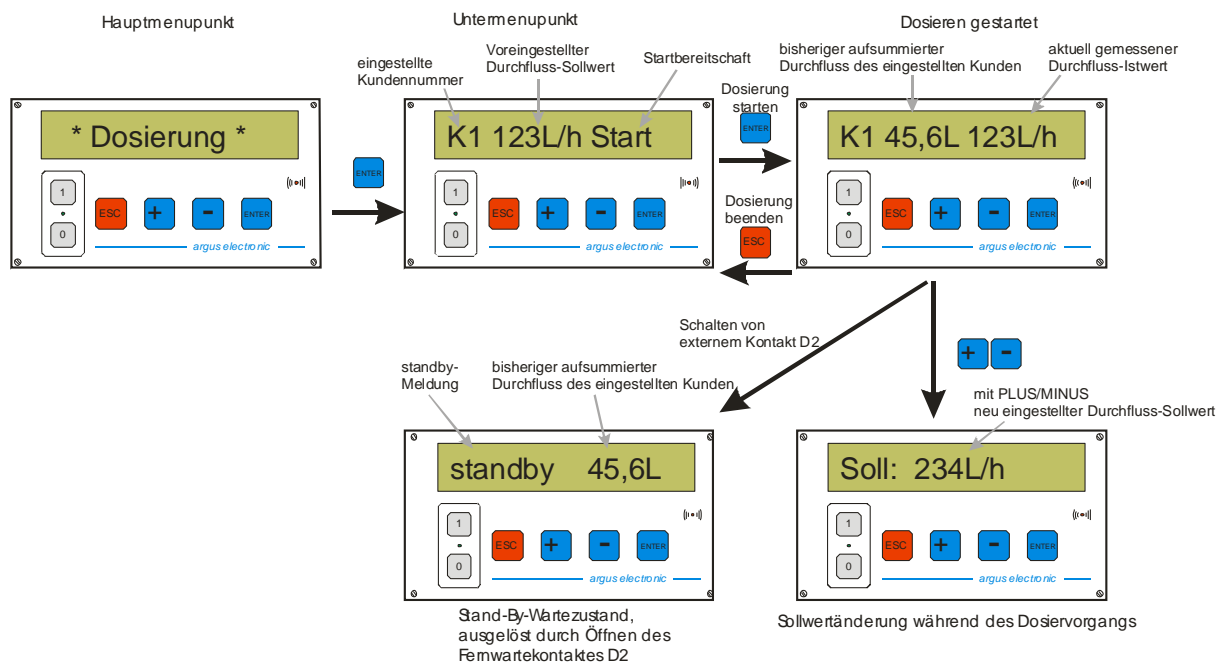 Hauptmenupunkt
Untermenupunkt
Dosieren gestartet
eingestellte
Kundennummer
Voreingestellter
Durchfluss-Sollwert
Startbereitschaft
bisheriger aufsummierter
Durchfluss des eingestellten Kunden
aktuell gemessener
Durchfluss-Istwert
* Dosierung *
1
0
ESC
+
-
ENTER
argus electronic
ENTER
K1 123L/h Start
1
0
ESC
+
-
ENTER
argus electronic
Dosierung
starten
ENTER
Dosierung
beenden
ESC
K1 45,6L 123L/h
1
0
ESC
+
-
ENTER
argus electronic
Schalten von
externem Kontakt D2
+ -
standby-
Meldung
bisheriger aufsummierter
Durchfluss des eingestellten Kunden
mit PLUS/MINUS
neu eingestellter Durchfluss-Sollwert
standby 45,6L
1
0
ESC
+
-
ENTER
argus electronic
Soll: 234L/h
1
0
ESC
+
-
ENTER
argus electronic
Stand-By-Wartezustand,
ausgelöst durch Öffnen des
Fernwartekontaktes D2
Sollwertänderung während des Dosiervorgangs